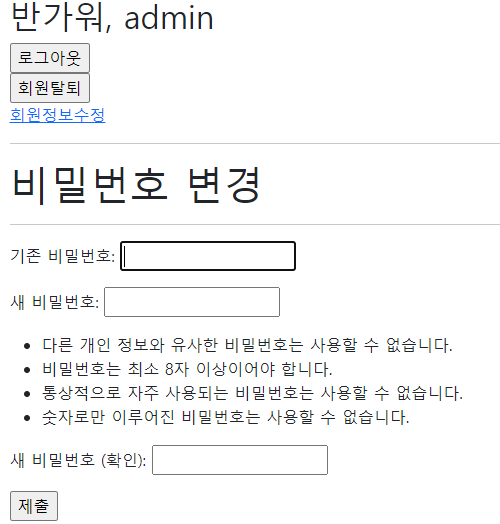 반가워, admin
로그아웃
회원탈퇴
회원정보수정
비밀번호 변경
기존 비밀번호:
새 비밀번호:
다른 개인 정보와 유사한 비밀번호는 사용할 수 없습니다.
비밀번호는 최소 8자 이상이어야 합니다.
통상적으로 자주 사용되는 비밀번호는 사용할 수 없습니다.
숫자로만 이루어진 비밀번호는 사용할 수 없습니다.
새 비밀번호 (확인):
제출